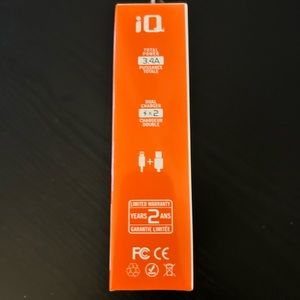 iQ
TOTAL
POWER
3.4A
PUISSANCE
TOTALE
DUAL
CHARGER
x2
CHARGEUR
DOUBLE
+
LIMITED WARRANTY
YEARS 2 ANS
GARANTIE LIMITÉE
FC CE